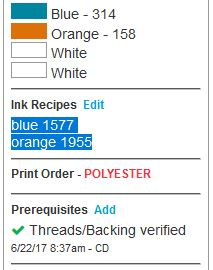 Blue - 314
Orange - 158
White
White
Ink Recipes Edit
blue 1577
orange 1955
Print Order - POLYESTER
Prerequisites Add
Threads/Backing verified
6/22/17 8:37am - CD